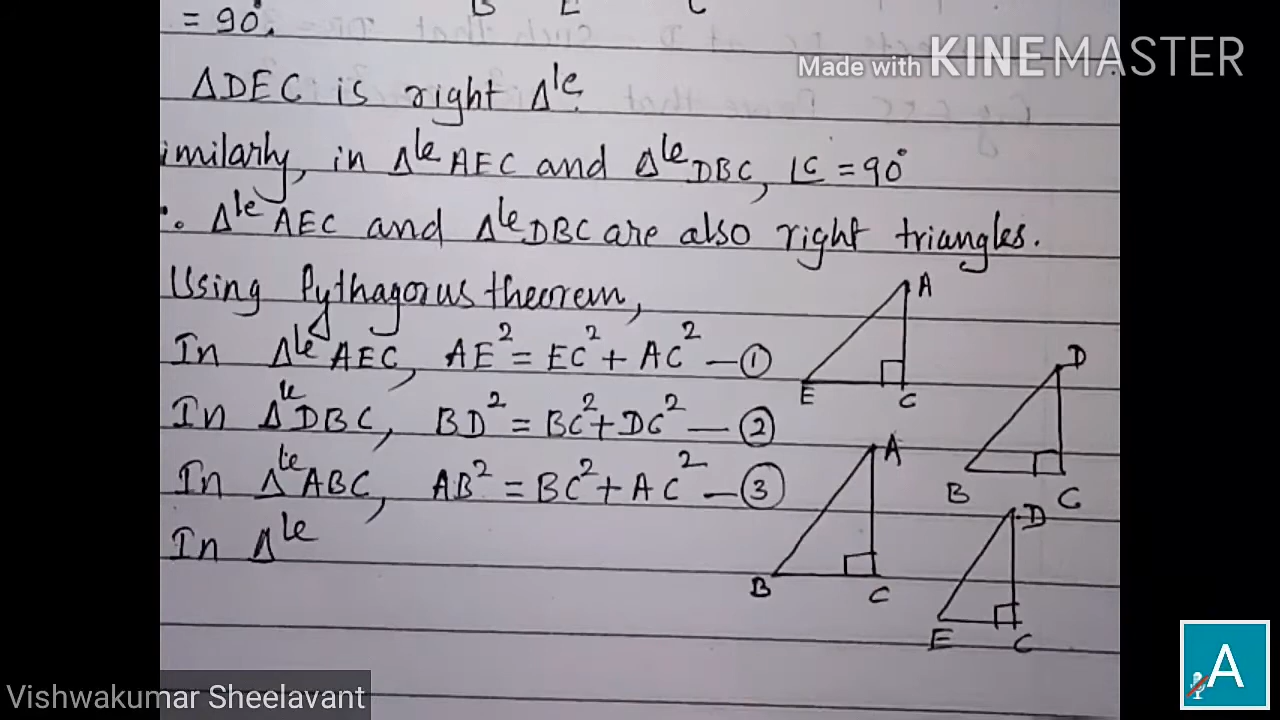 B E C
= 90°.
Made with KINEMASTER
ΔDEC is right Δle.
imilarly, in Δle AEC and Δle DBC, ∠C = 90°
∴ Δle AEC and Δle DBC are also right triangles.
Using Pythagorus theorem,
In Δle AEC, AE² = EC² + AC² — ①
In Δle DBC, BD² = BC² + DC² — ②
In Δle ABC, AB² = BC² + AC² — ③
In Δle
A
E C
D
B C
A
B C
D
E C
Vishwakumar Sheelavant
A